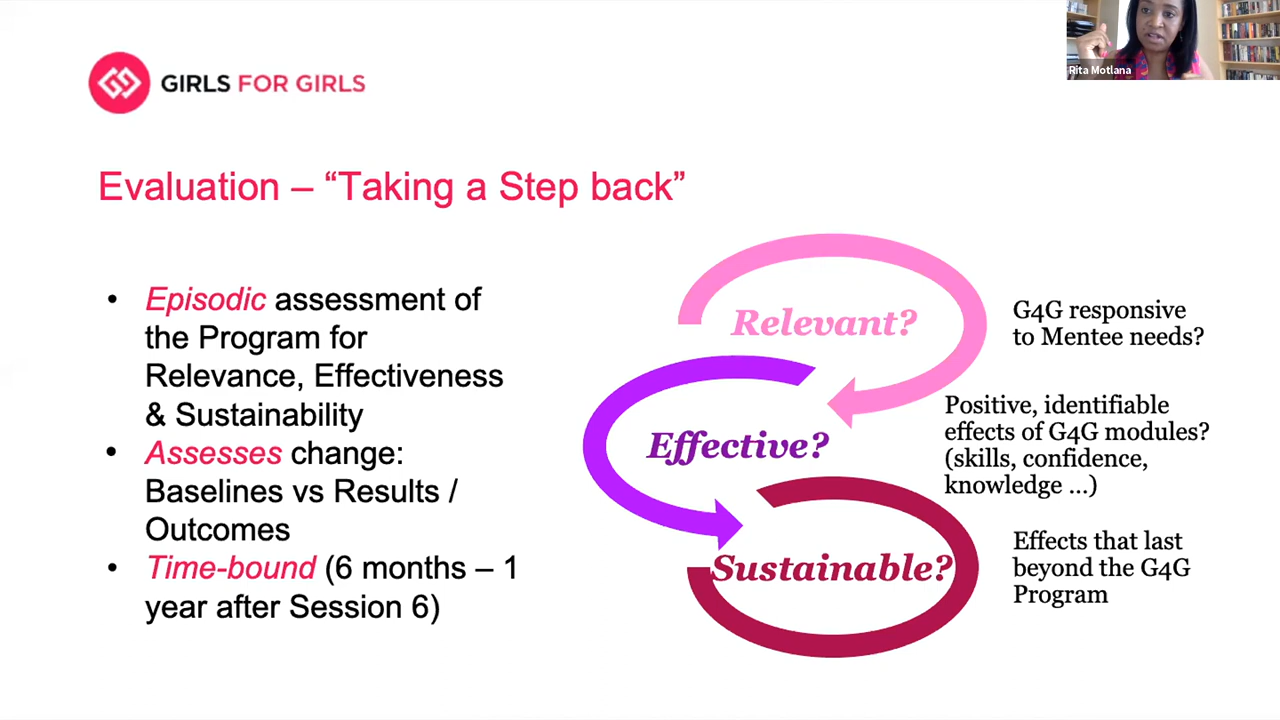 Rita Motlana
GIRLS FOR GIRLS
Evaluation – “Taking a Step back”
• Episodic assessment of
the Program for
Relevance, Effectiveness
& Sustainability
• Assesses change:
Baselines vs Results /
Outcomes
• Time-bound (6 months – 1
year after Session 6)
Relevant?
G4G responsive
to Mentee needs?
Effective?
Positive, identifiable
effects of G4G modules?
(skills, confidence,
knowledge ...)
Sustainable?
Effects that last
beyond the G4G
Program